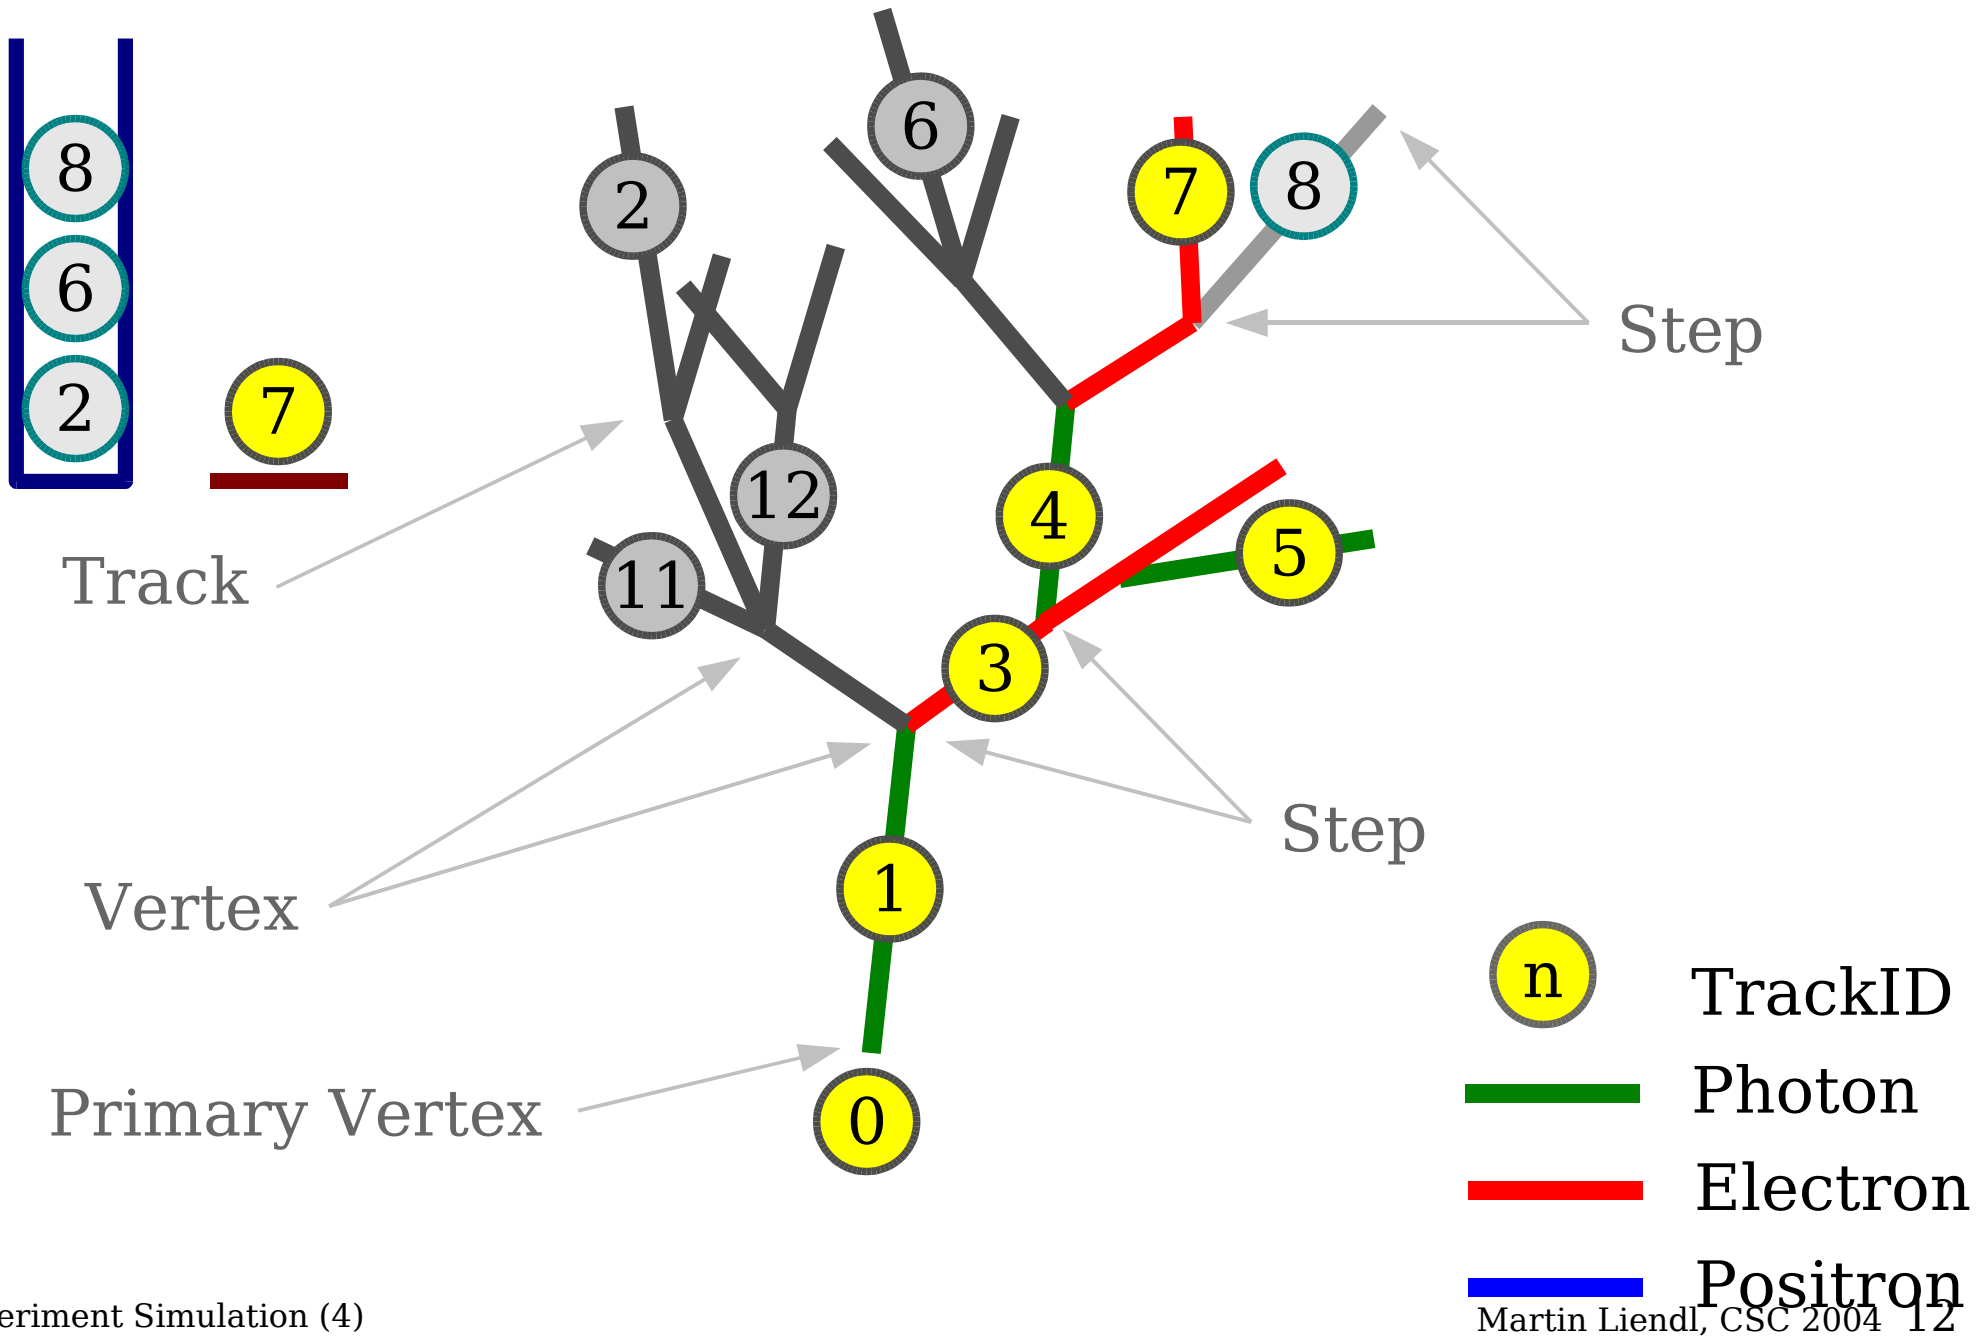 6
8
7
8
2
6
Step
2
7
12
4
5
Track
11
3
1
Vertex
Step
n
TrackID
Photon
Primary Vertex
0
Electron
Positron
eriment Simulation (4)
Martin Liendl, CSC 2004 12